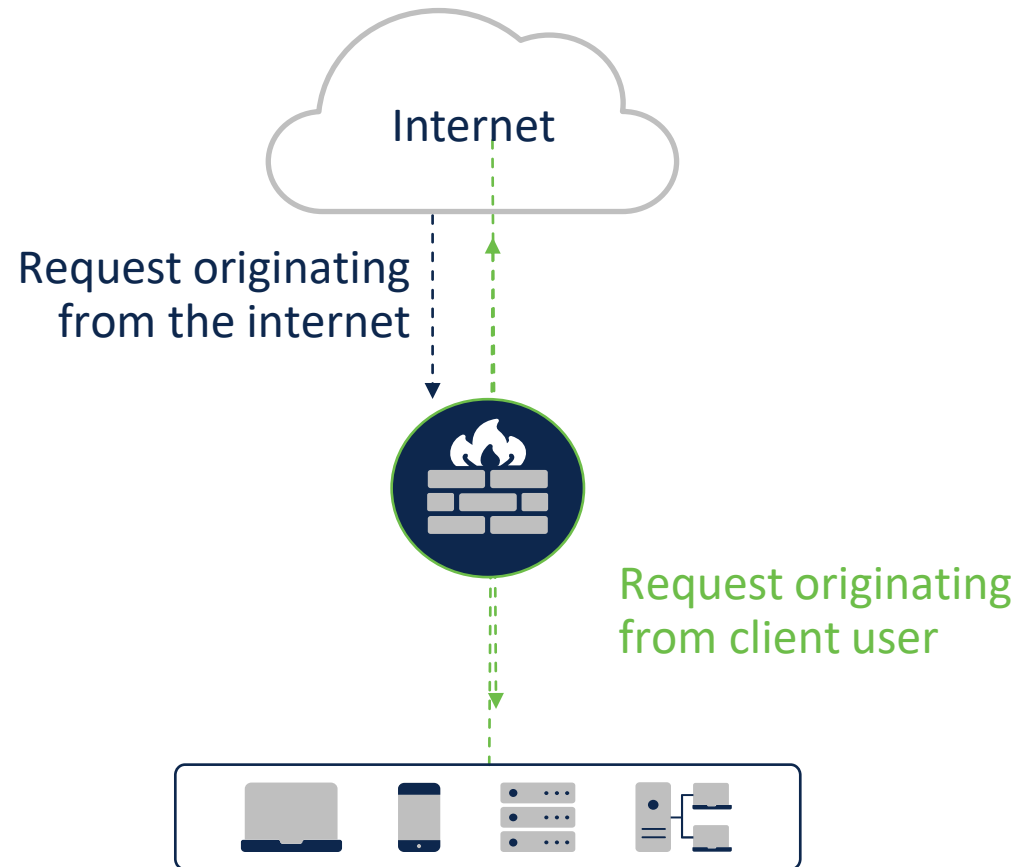 Internet
Request originating
from the internet
Request originating
from client user